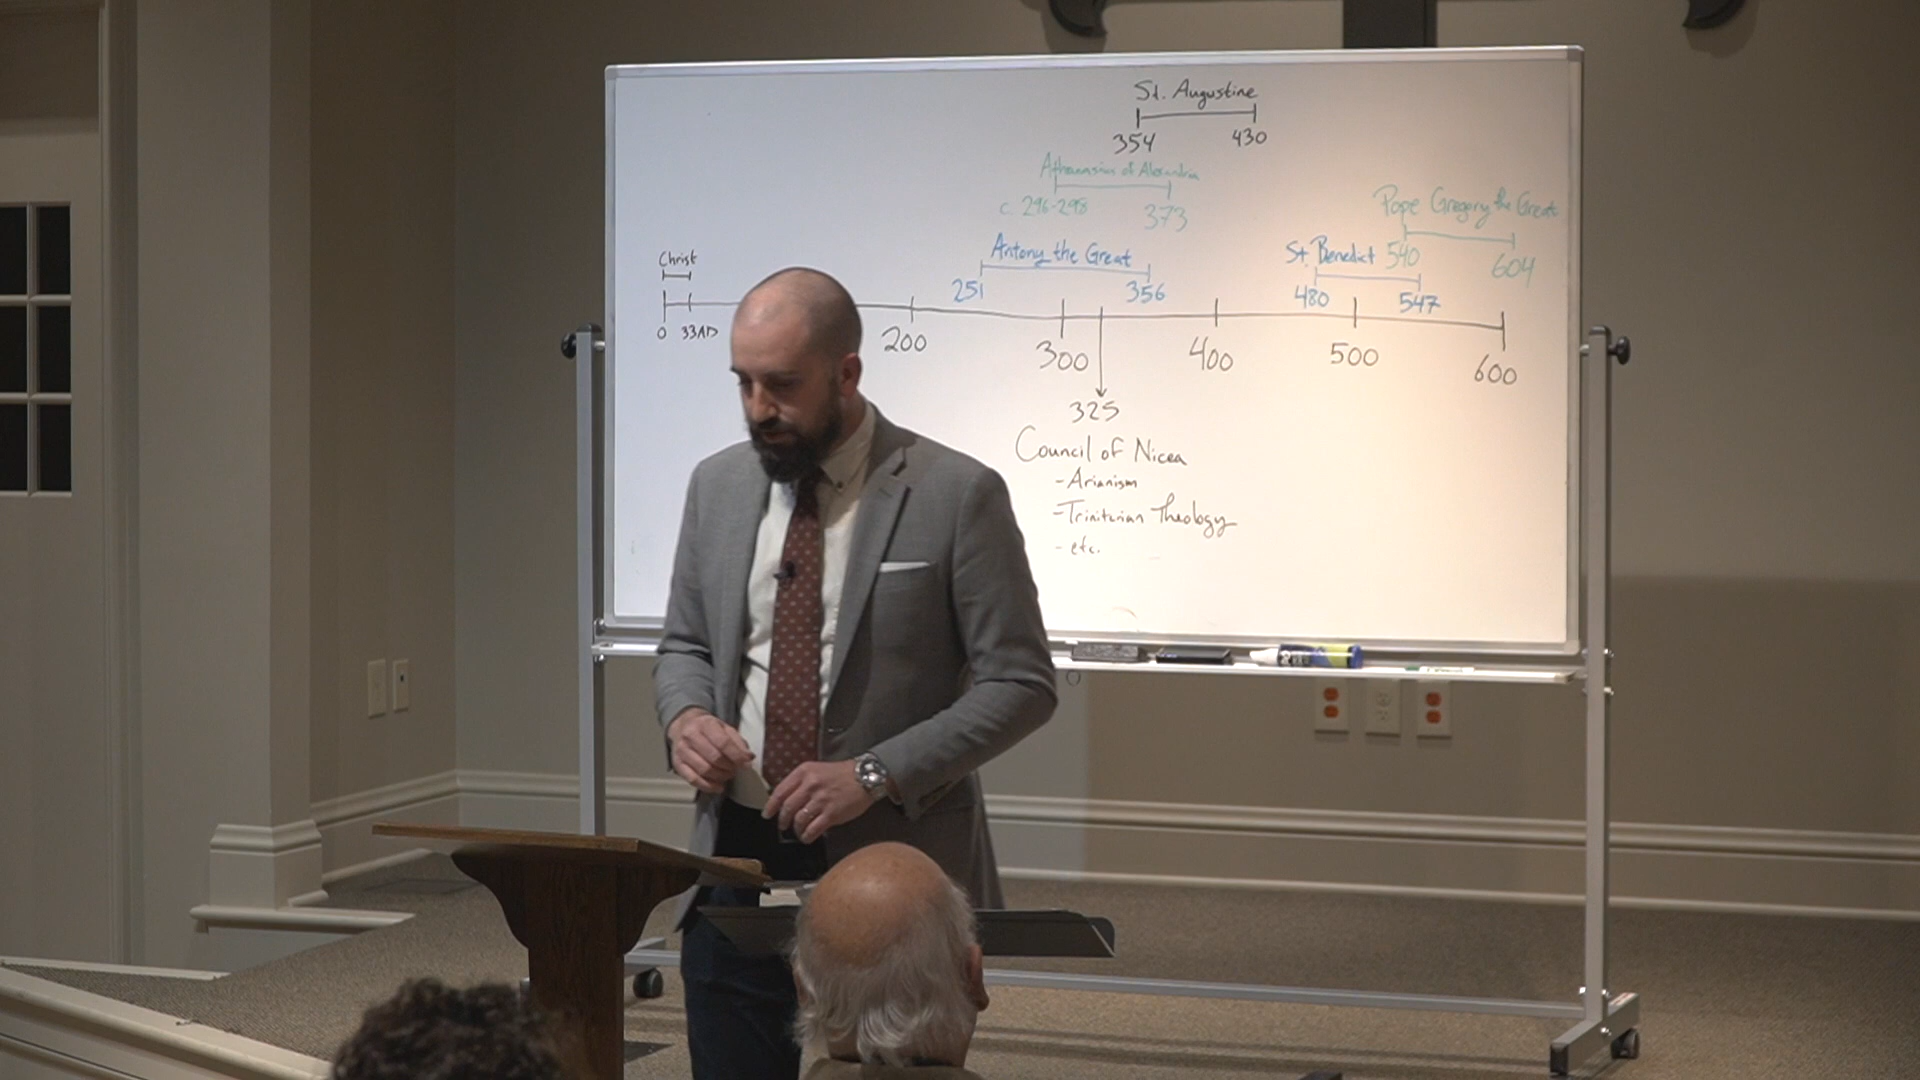 St. Augustine
354 430
Athanasius of Alexandria
c. 296-298 373
Pope Gregory the Great
540 604
Christ
Antony the Great
251 356
St. Benedict
480 547
0 33AD 200 300 400 500 600
325
Council of Nicea
- Arianism
- Trinitarian Theology
- etc.